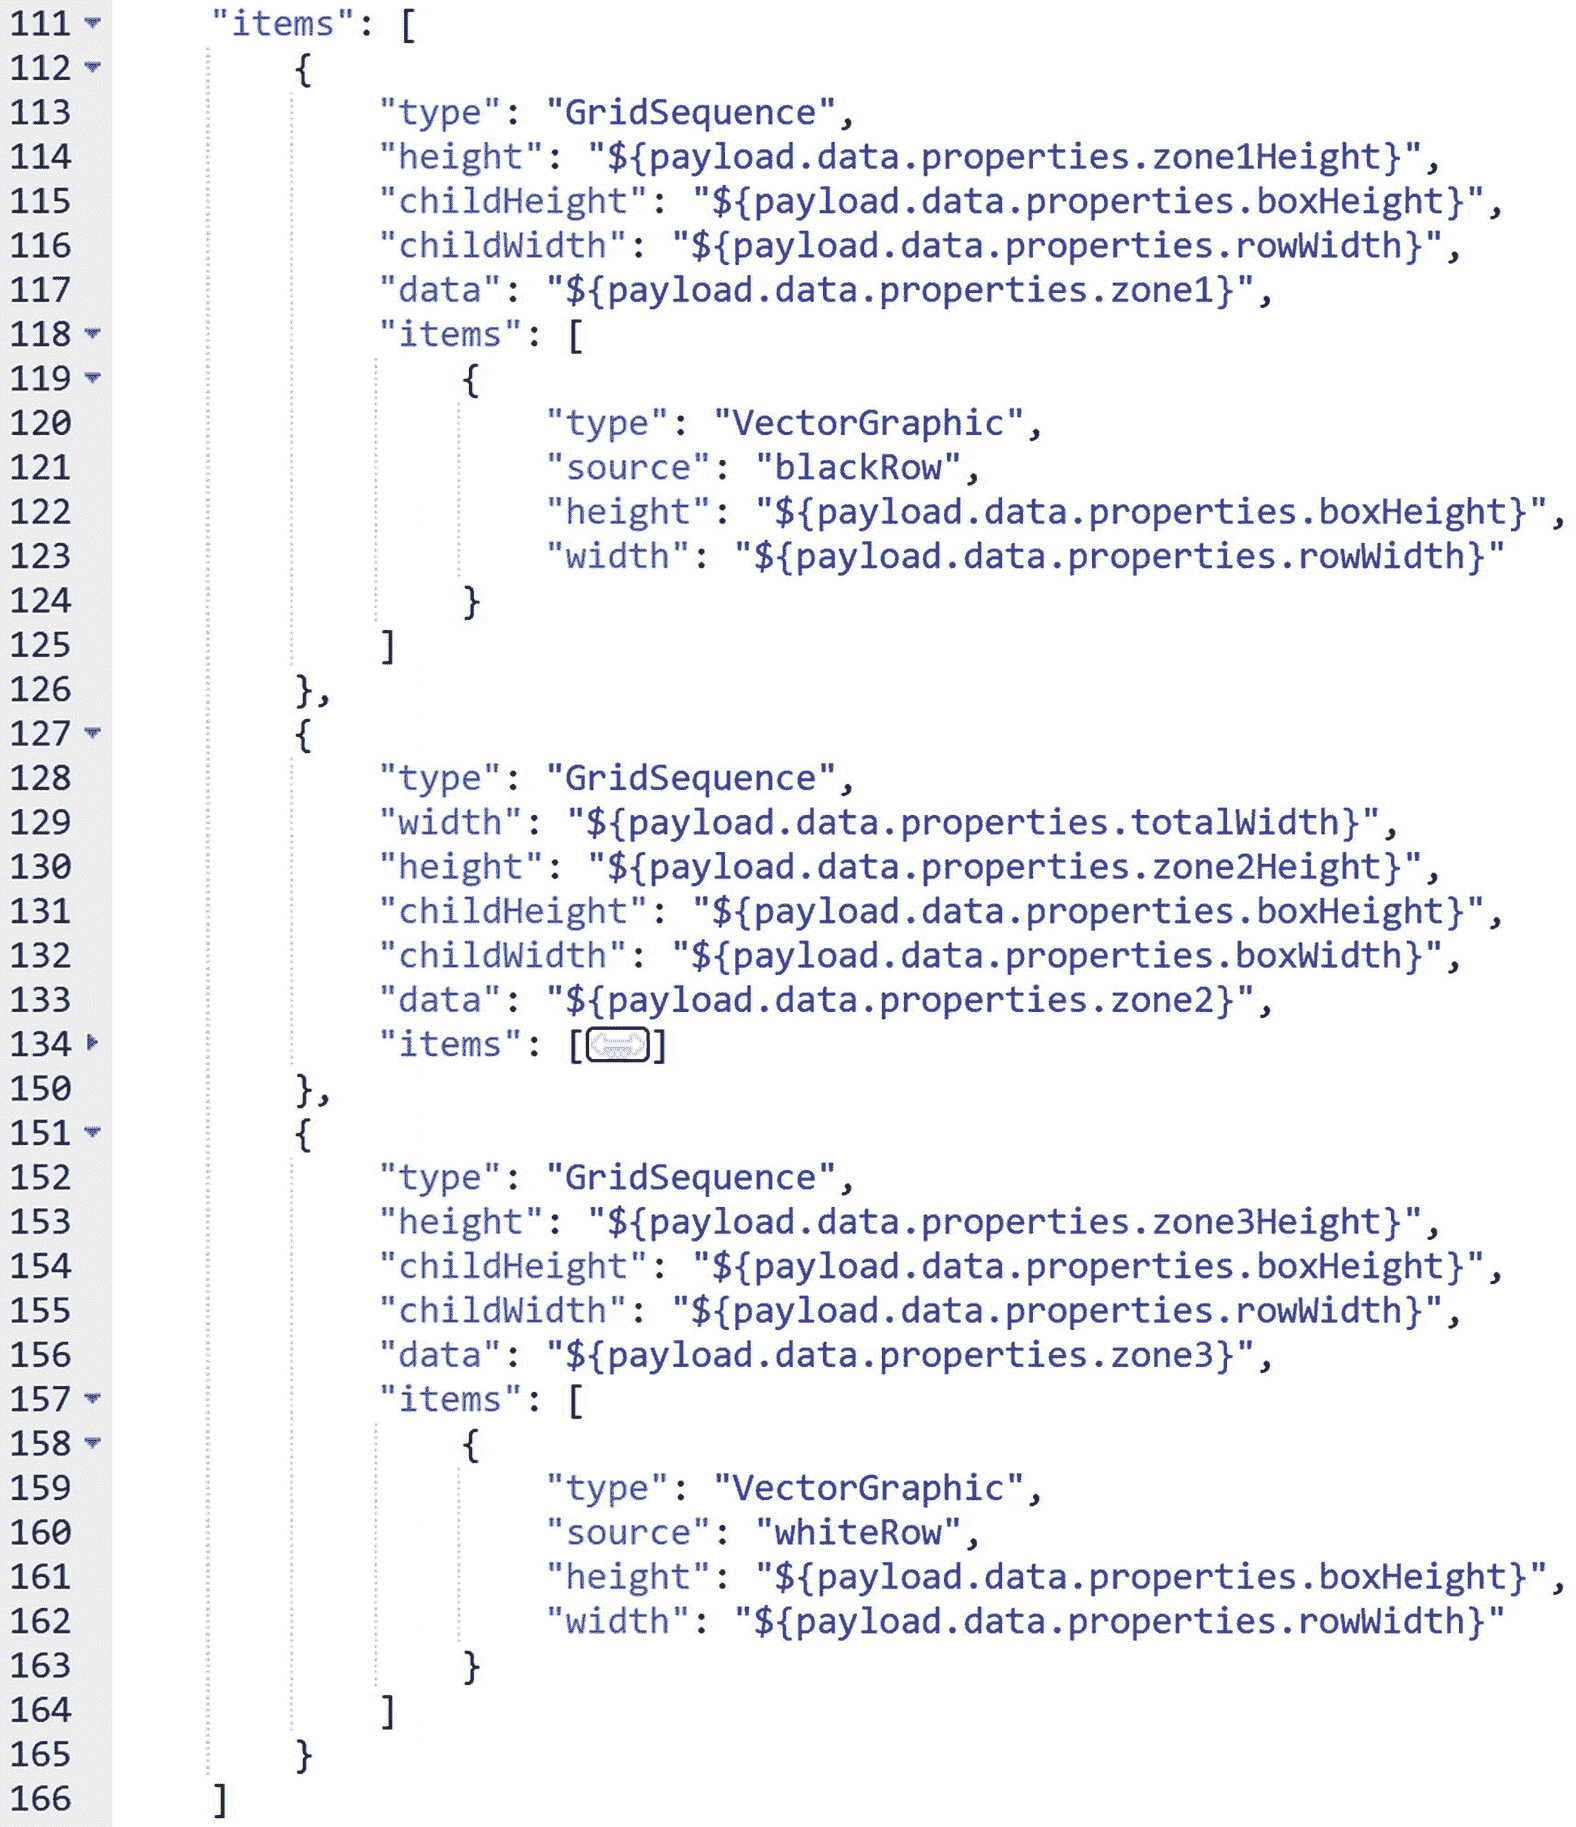 111 "items": [
112 {
113 "type": "GridSequence",
114 "height": "${payload.data.properties.zone1Height}",
115 "childHeight": "${payload.data.properties.boxHeight}",
116 "childWidth": "${payload.data.properties.rowWidth}",
117 "data": "${payload.data.properties.zone1}",
118 "items": [
119 {
120 "type": "VectorGraphic",
121 "source": "blackRow",
122 "height": "${payload.data.properties.boxHeight}",
123 "width": "${payload.data.properties.rowWidth}"
124 }
125 ]
126 },
127 {
128 "type": "GridSequence",
129 "width": "${payload.data.properties.totalWidth}",
130 "height": "${payload.data.properties.zone2Height}",
131 "childHeight": "${payload.data.properties.boxHeight}",
132 "childWidth": "${payload.data.properties.boxWidth}",
133 "data": "${payload.data.properties.zone2}",
134 "items": []
150 },
151 {
152 "type": "GridSequence",
153 "height": "${payload.data.properties.zone3Height}",
154 "childHeight": "${payload.data.properties.boxHeight}",
155 "childWidth": "${payload.data.properties.rowWidth}",
156 "data": "${payload.data.properties.zone3}",
157 "items": [
158 {
159 "type": "VectorGraphic",
160 "source": "whiteRow",
161 "height": "${payload.data.properties.boxHeight}",
162 "width": "${payload.data.properties.rowWidth}"
163 }
164 ]
165 }
166 ]